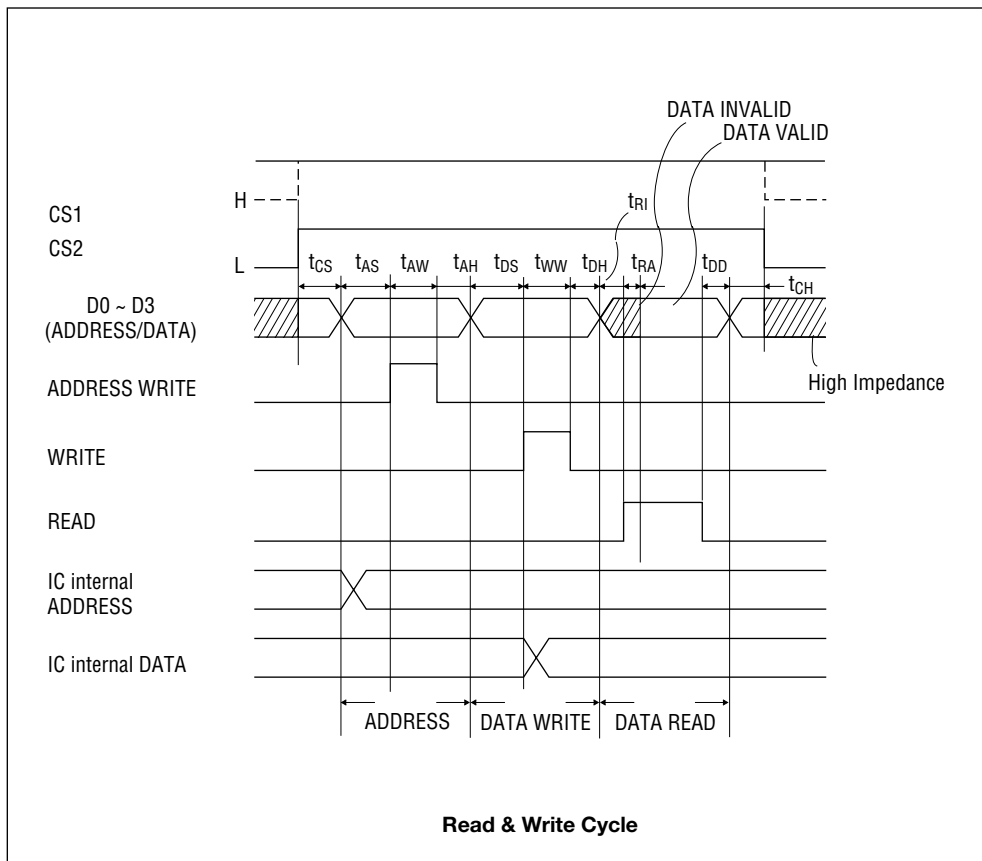 DATA INVALID
DATA VALID
H
CS1
CS2
L
tRI
tCS tAS tAW tAH tDS tWW tDH tRA tDD
tCH
D0 ~ D3
(ADDRESS/DATA)
High Impedance
ADDRESS WRITE
WRITE
READ
IC internal
ADDRESS
IC internal DATA
ADDRESS DATA WRITE DATA READ
Read & Write Cycle